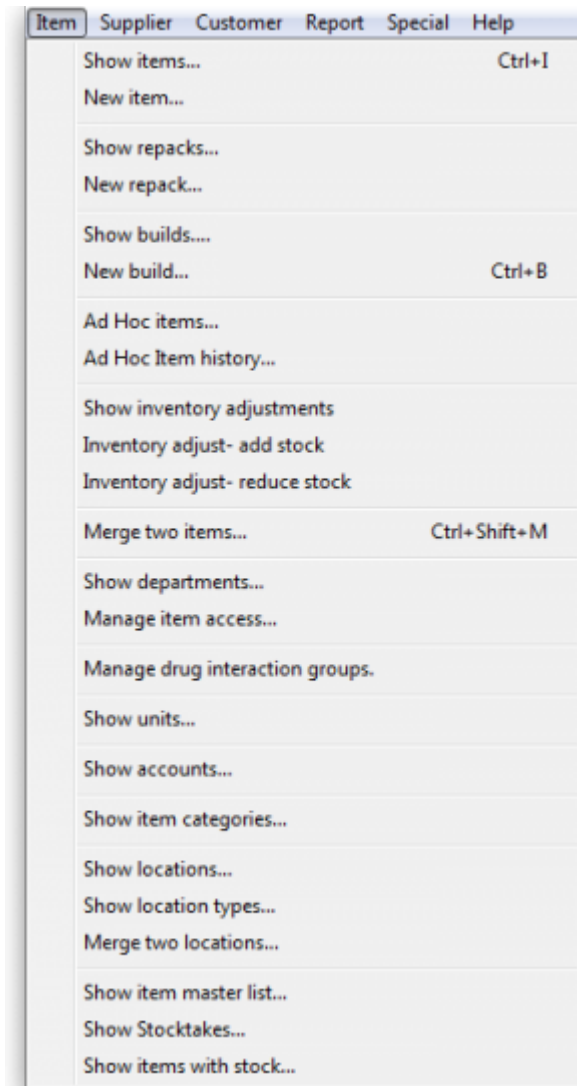 Item Supplier Customer Report Special Help
Show items... Ctrl+I
New item...
Show repacks...
New repack...
Show builds....
New build... Ctrl+B
Ad Hoc items...
Ad Hoc Item history...
Show inventory adjustments
Inventory adjust- add stock
Inventory adjust- reduce stock
Merge two items... Ctrl+Shift+M
Show departments...
Manage item access...
Manage drug interaction groups.
Show units...
Show accounts...
Show item categories...
Show locations...
Show location types...
Merge two locations...
Show item master list...
Show Stocktakes...
Show items with stock...